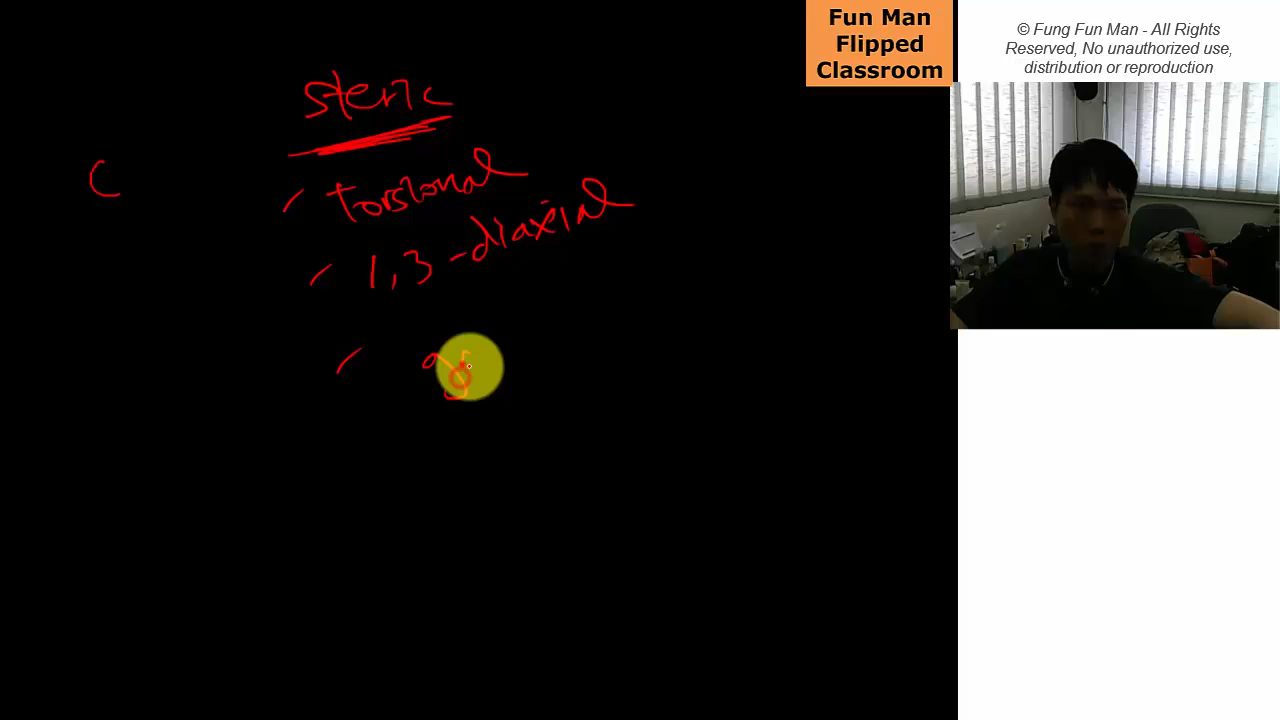 Fun Man
Flipped
Classroom
© Fung Fun Man - All Rights
Reserved, No unauthorized use,
distribution or reproduction
steric
C
torsional
1,3-diaxial